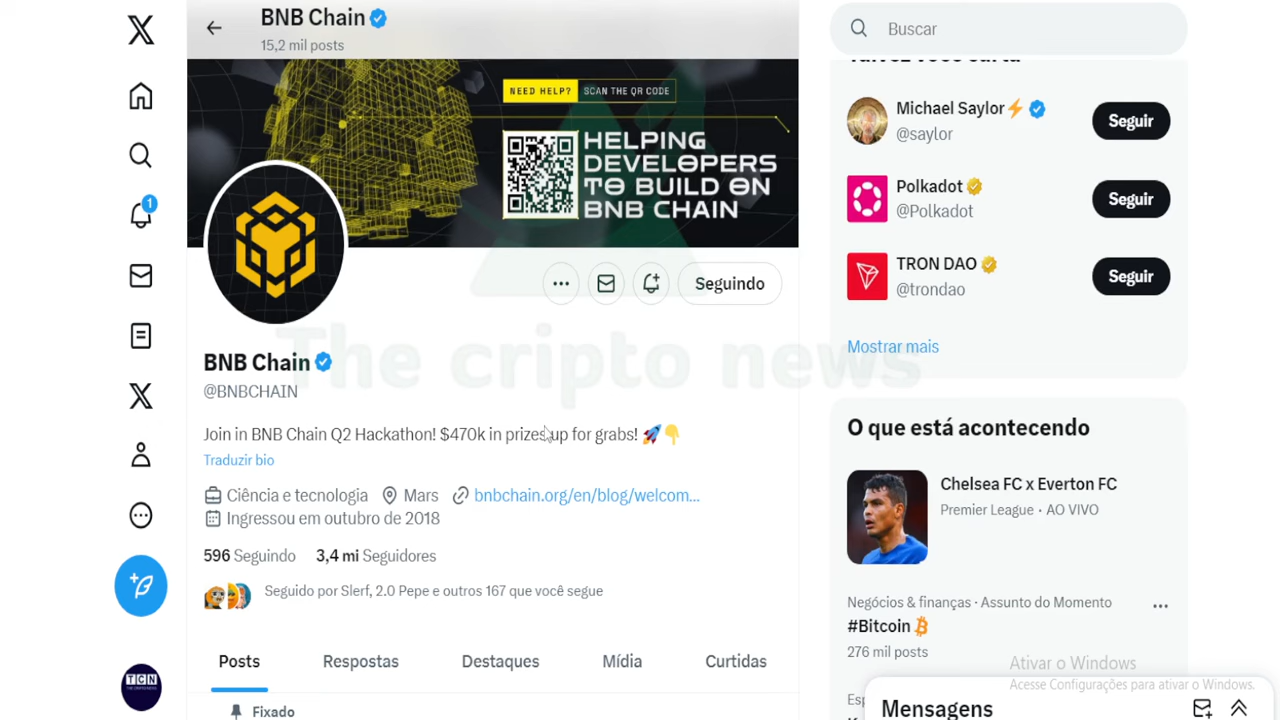 BNB Chain
15,2 mil posts
NEED HELP? SCAN THE QR CODE
HELPING
DEVELOPERS
TO BUILD ON
BNB CHAIN
Seguindo
BNB Chain
@BNBCHAIN
Join in BNB Chain Q2 Hackathon! $470k in prizes up for grabs! 🚀👇
Traduzir bio
Ciência e tecnologia Mars bnbchain.org/en/blog/welcom...
Ingressou em outubro de 2018
596 Seguindo 3,4 mi Seguidores
Seguido por Slerf, 2.0 Pepe e outros 167 que você segue
Posts Respostas Destaques Mídia Curtidas
Fixado
The cripto news
1
TCN
Buscar
Michael Saylor⚡
@saylor
Seguir
Polkadot
@Polkadot
Seguir
TRON DAO
@trondao
Seguir
Mostrar mais
O que está acontecendo
Chelsea FC x Everton FC
Premier League · AO VIVO
Negócios & finanças · Assunto do Momento
#Bitcoin
276 mil posts
Ativar o Windows
Acesse Configurações para ativar o Windows.
Mensagens